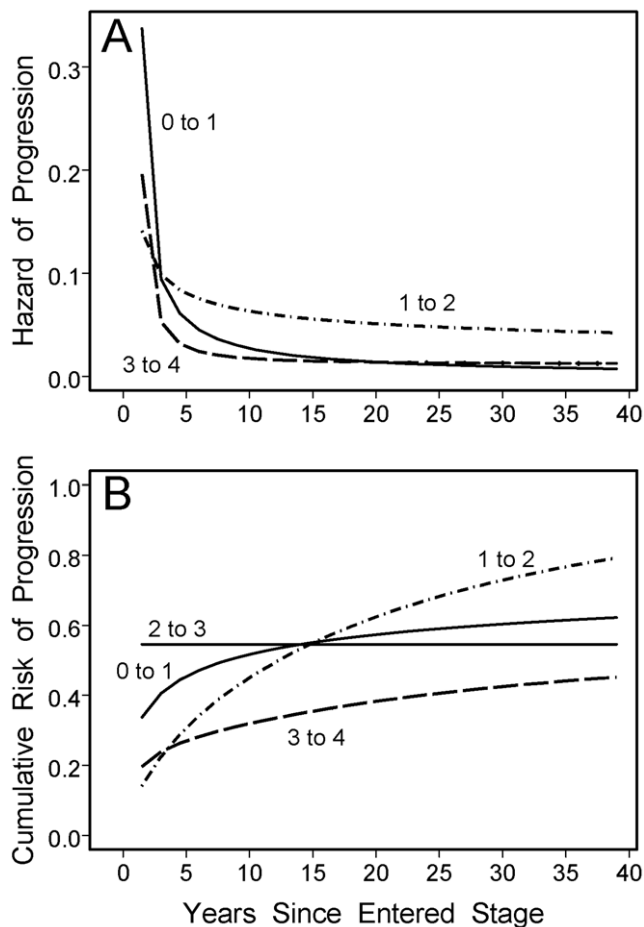 A
Hazard of Progression
0.3
0.2
0.1
0.0
0 to 1
1 to 2
3 to 4
0 5 10 15 20 25 30 35 40
B
Cumulative Risk of Progression
1.0
0.8
0.6
0.4
0.2
0.0
1 to 2
2 to 3
0 to 1
3 to 4
0 5 10 15 20 25 30 35 40
Years Since Entered Stage